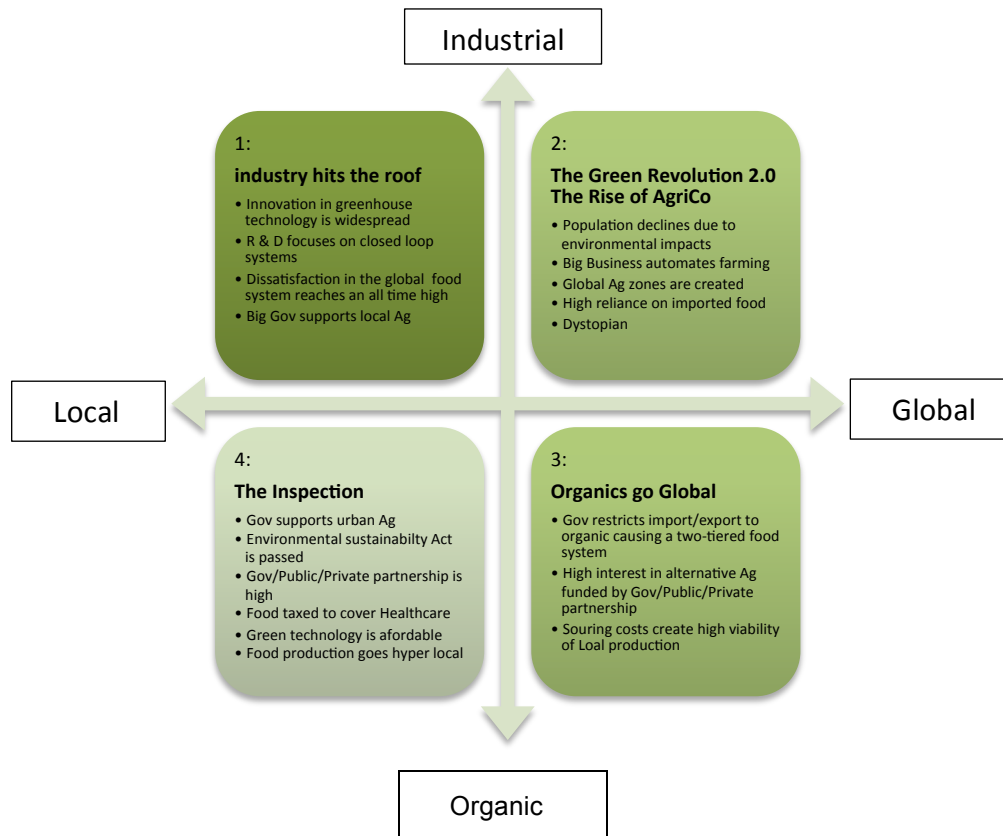 Industrial
1:
industry hits the roof
• Innovation in greenhouse
technology is widespread
• R & D focuses on closed loop
systems
• Dissatisfaction in the global food
system reaches an all time high
• Big Gov supports local Ag
2:
The Green Revolution 2.0
The Rise of AgriCo
• Population declines due to
environmental impacts
• Big Business automates farming
• Global Ag zones are created
• High reliance on imported food
• Dystopian
Local
Global
4:
The Inspection
• Gov supports urban Ag
• Environmental sustainabilty Act
is passed
• Gov/Public/Private partnership is
high
• Food taxed to cover Healthcare
• Green technology is afordable
• Food production goes hyper local
3:
Organics go Global
• Gov restricts import/export to
organic causing a two-tiered food
system
• High interest in alternative Ag
funded by Gov/Public/Private
partnership
• Souring costs create high viability
of Loal production
Organic